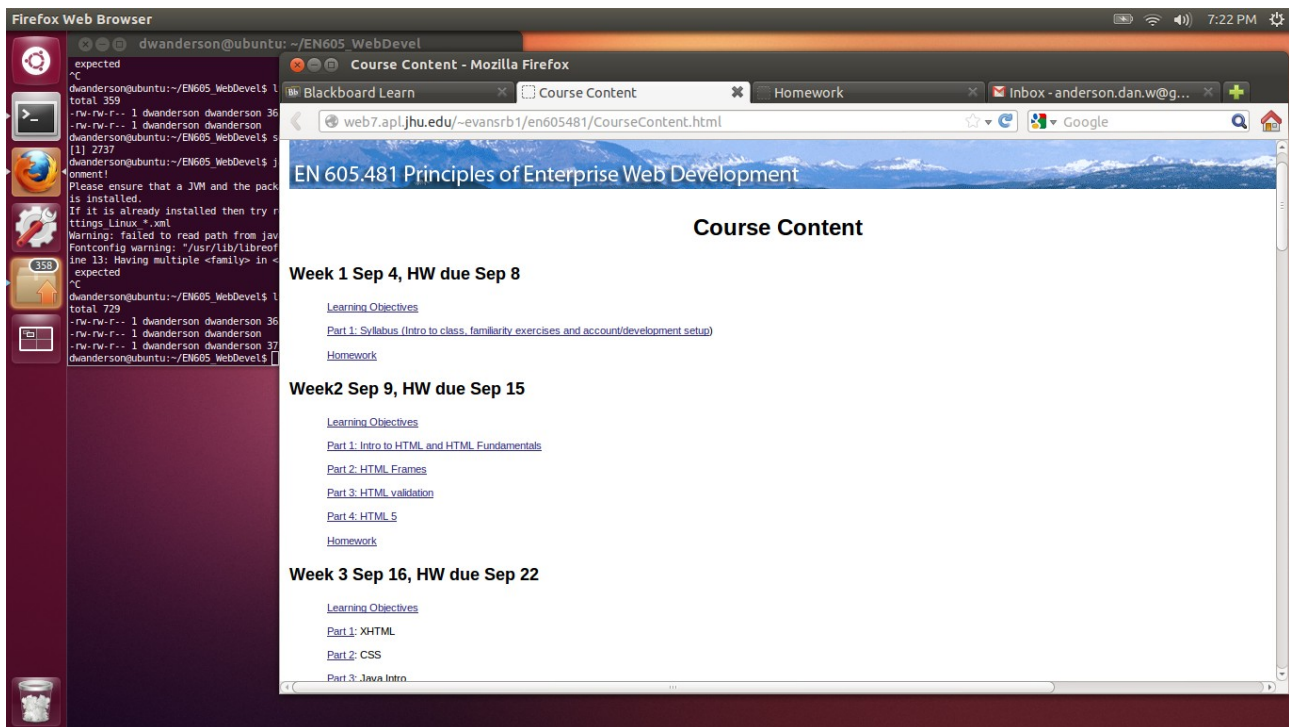 Firefox Web Browser
7:22 PM
dwanderson@ubuntu: ~/EN605_WebDevel
expected
^C
dwanderson@ubuntu:~/EN605_WebDevel$ l
total 359
-rw-rw-r-- 1 dwanderson dwanderson 36
-rw-rw-r-- 1 dwanderson dwanderson
dwanderson@ubuntu:~/EN605_WebDevel$ s
[1] 2737
dwanderson@ubuntu:~/EN605_WebDevel$ j
onment!
Please ensure that a JVM and the pack
is installed.
If it is already installed then try r
ttings_Linux_*.xml
Warning: failed to read path from jav
Fontconfig warning: "/usr/lib/libreof
ine 13: Having multiple <family> in <
expected
^C
dwanderson@ubuntu:~/EN605_WebDevel$ l
total 729
-rw-rw-r-- 1 dwanderson dwanderson 36
-rw-rw-r-- 1 dwanderson dwanderson
-rw-rw-r-- 1 dwanderson dwanderson 37
dwanderson@ubuntu:~/EN605_WebDevel$
358
Course Content - Mozilla Firefox
Bb Blackboard Learn
Course Content
Homework
Inbox - anderson.dan.w@g...
web7.apl.jhu.edu/~evansrb1/en605481/CourseContent.html
Google
EN 605.481 Principles of Enterprise Web Development
Course Content
Week 1 Sep 4, HW due Sep 8
Learning Objectives
Part 1: Syllabus (Intro to class, familiarity exercises and account/development setup)
Homework
Week2 Sep 9, HW due Sep 15
Learning Objectives
Part 1: Intro to HTML and HTML Fundamentals
Part 2: HTML Frames
Part 3: HTML validation
Part 4: HTML 5
Homework
Week 3 Sep 16, HW due Sep 22
Learning Objectives
Part 1: XHTML
Part 2: CSS
Part 3: Java Intro